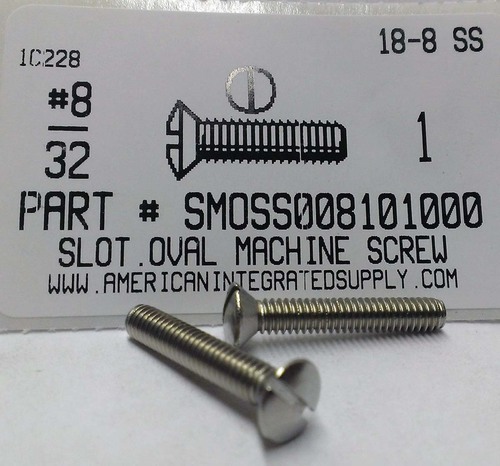 18-8 SS
1C228
#8
32
1
PART # SMOSS008101000
SLOT.OVAL MACHINE SCREW
WWW.AMERICANINTEGRATEDSUPPLY.COM